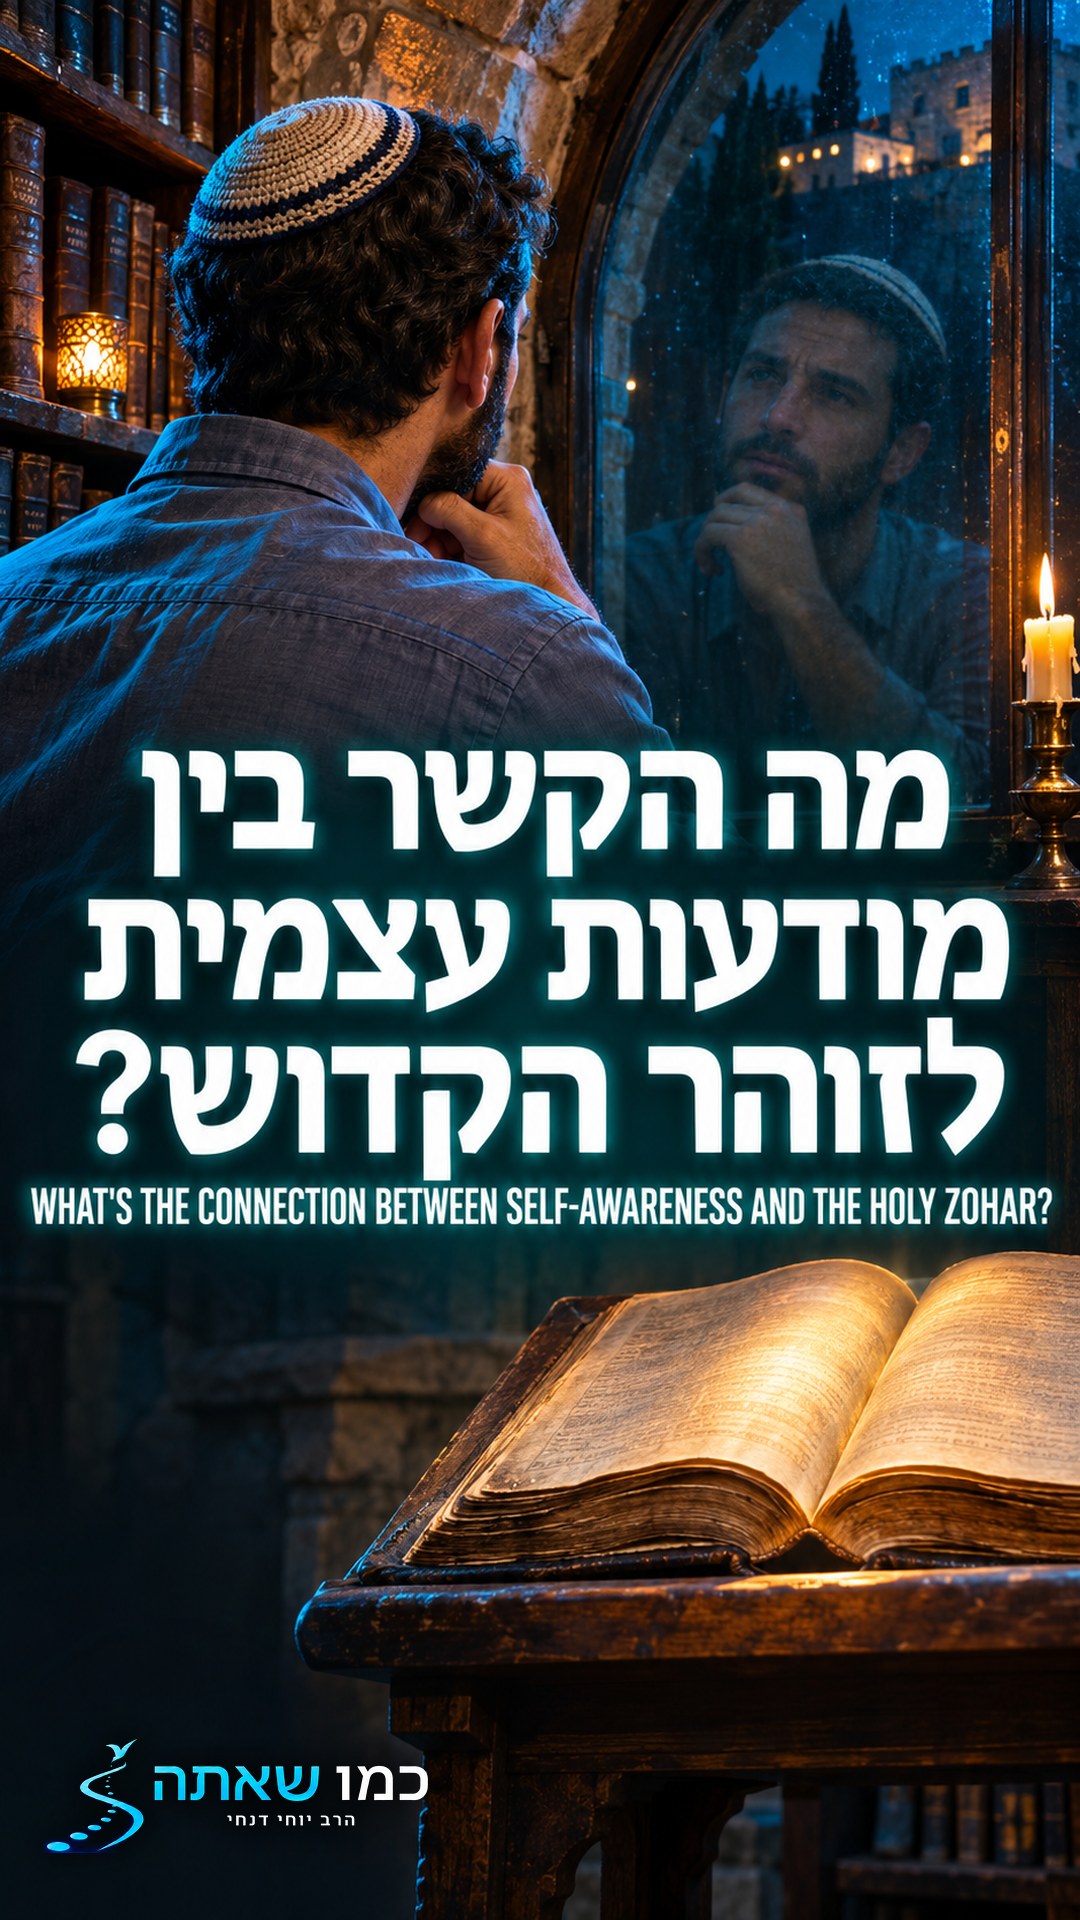 מה הקשר בין
מודעות עצמית
לזוהר הקדוש?
WHAT'S THE CONNECTION BETWEEN SELF-AWARENESS AND THE HOLY ZOHAR?
כמו שאתה
הרב יוחי דנחי